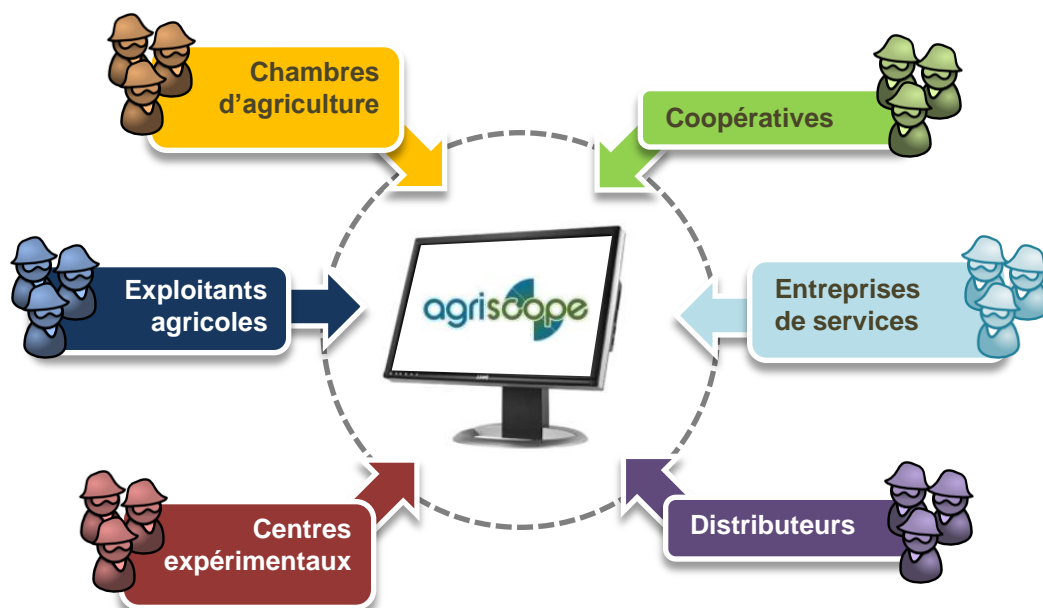 Chambres
d'agriculture
Coopératives
Exploitants
agricoles
agriscope
Entreprises
de services
Centres
expérimentaux
Distributeurs